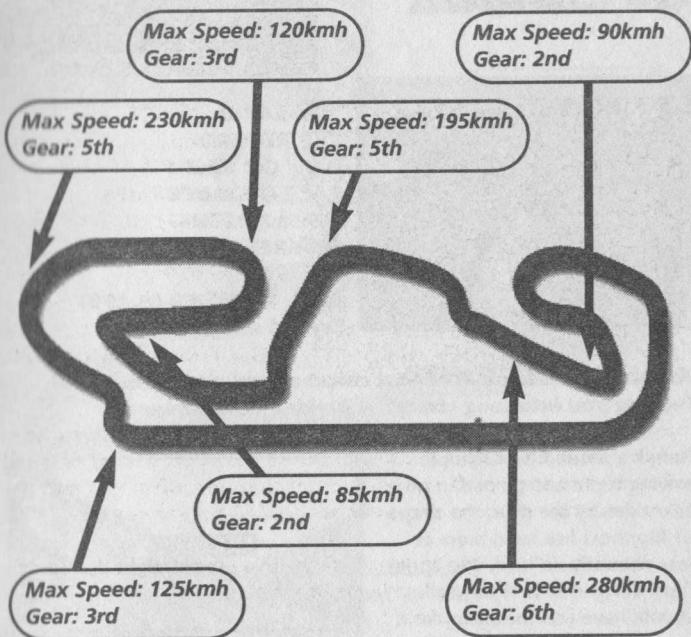 Max Speed: 120kmh
Gear: 3rd
Max Speed: 90kmh
Gear: 2nd
Max Speed: 230kmh
Gear: 5th
Max Speed: 195kmh
Gear: 5th
Max Speed: 85kmh
Gear: 2nd
Max Speed: 125kmh
Gear: 3rd
Max Speed: 280kmh
Gear: 6th